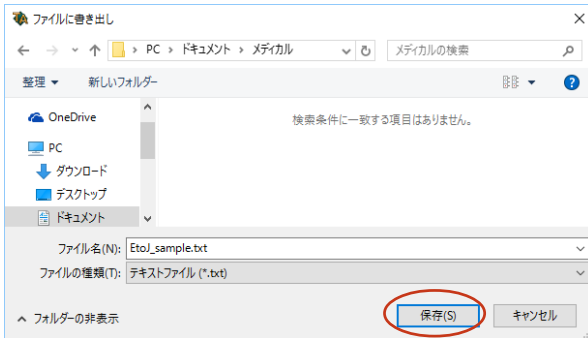 ファイルに書き出し
PC › ドキュメント › メディカル
メディカルの検索
整理 新しいフォルダー
OneDrive
PC
ダウンロード
デスクトップ
ドキュメント
検索条件に一致する項目はありません。
ファイル名(N): EtoJ_sample.txt
ファイルの種類(T): テキストファイル (*.txt)
フォルダーの非表示
保存(S)
キャンセル